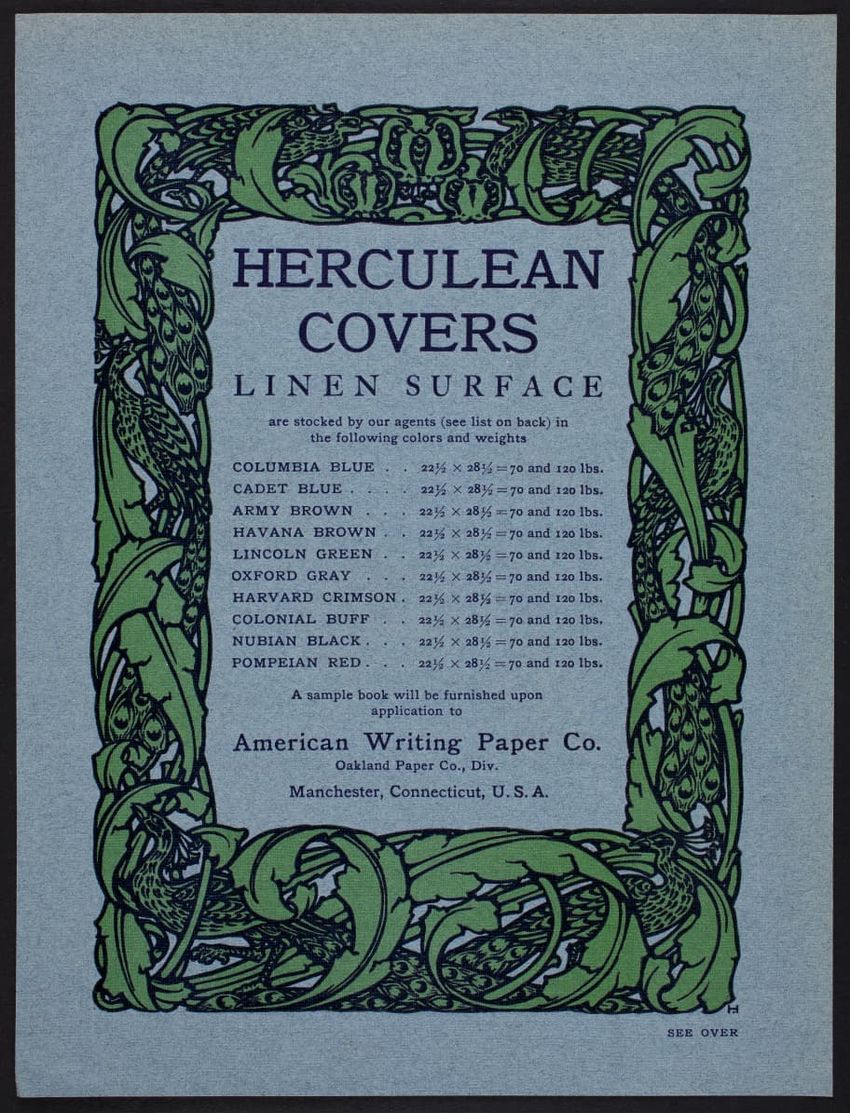 HERCULEAN
COVERS
LINEN SURFACE
are stocked by our agents (see list on back) in
the following colors and weights
COLUMBIA BLUE . . 22½ × 28½ = 70 and 120 lbs.
CADET BLUE . . . . 22½ × 28½ = 70 and 120 lbs.
ARMY BROWN . . . 22½ × 28½ = 70 and 120 lbs.
HAVANA BROWN . . 22½ × 28½ = 70 and 120 lbs.
LINCOLN GREEN . . 22½ × 28½ = 70 and 120 lbs.
OXFORD GRAY . . . 22½ × 28½ = 70 and 120 lbs.
HARVARD CRIMSON . 22½ × 28½ = 70 and 120 lbs.
COLONIAL BUFF . . 22½ × 28½ = 70 and 120 lbs.
NUBIAN BLACK . . . 22½ × 28½ = 70 and 120 lbs.
POMPEIAN RED . . . 22½ × 28½ = 70 and 120 lbs.
A sample book will be furnished upon
application to
American Writing Paper Co.
Oakland Paper Co., Div.
Manchester, Connecticut, U. S. A.
H
SEE OVER